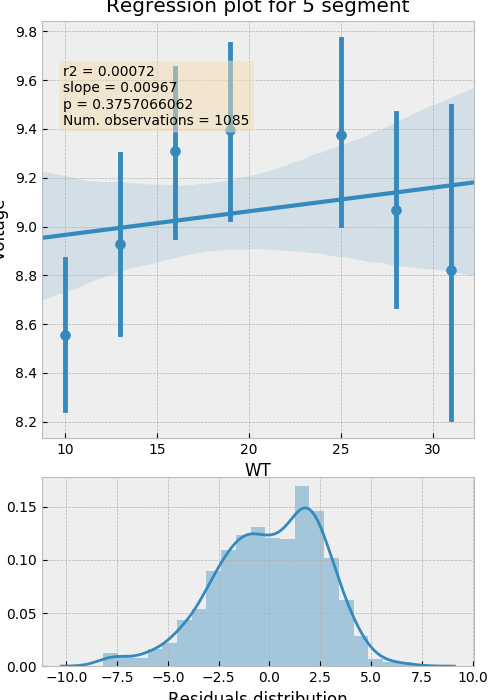 Regression plot for 5 segment
9.8
9.6
9.4
9.2
9.0
8.8
8.6
8.4
8.2
r2 = 0.00072
slope = 0.00967
p = 0.3757066062
Num. observations = 1085
Voltage
10 15 20 25 30
WT
0.15
0.10
0.05
0.00
−10.0 −7.5 −5.0 −2.5 0.0 2.5 5.0 7.5 10.0
Residuals distribution